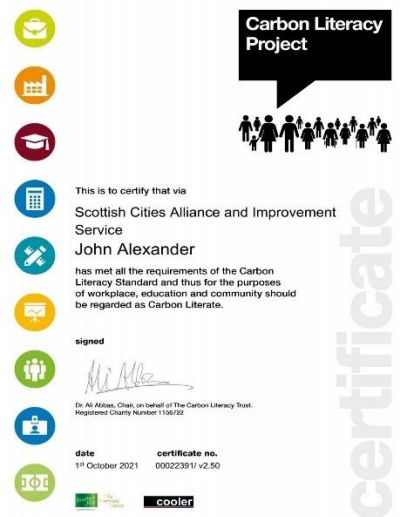 Carbon Literacy
Project
This is to certify that via
Scottish Cities Alliance and Improvement
Service
John Alexander
has met all the requirements of the Carbon
Literacy Standard and thus for the purposes
of workplace, education and community should
be regarded as Carbon Literate.
certificate
signed
Dr. Ali Abbas, Chair, on behalf of The Carbon Literacy Trust.
Registered Charity Number 1156722
date certificate no.
1st October 2021 00022391/ v2.50
cooler